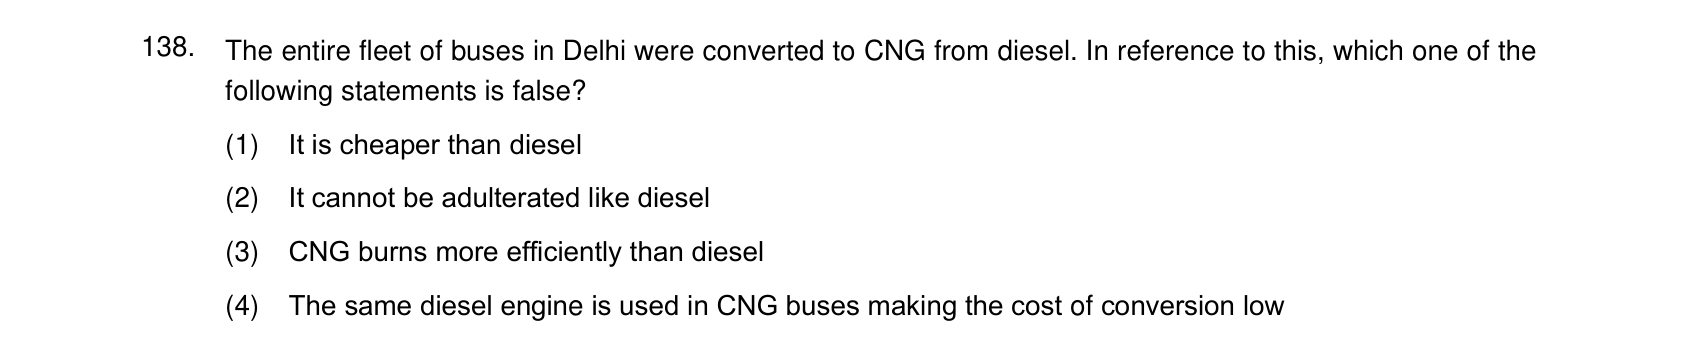 138. The entire fleet of buses in Delhi were converted to CNG from diesel. In reference to this, which one of the
following statements is false?
(1) It is cheaper than diesel
(2) It cannot be adulterated like diesel
(3) CNG burns more efficiently than diesel
(4) The same diesel engine is used in CNG buses making the cost of conversion low